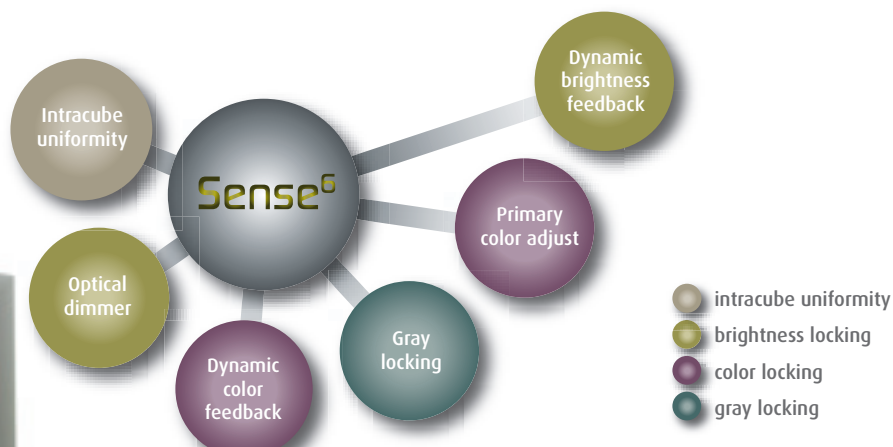 Dynamic
brightness
feedback
Intracube
uniformity
Sense⁶
Primary
color adjust
Optical
dimmer
Gray
locking
Dynamic
color
feedback
intracube uniformity
brightness locking
color locking
gray locking